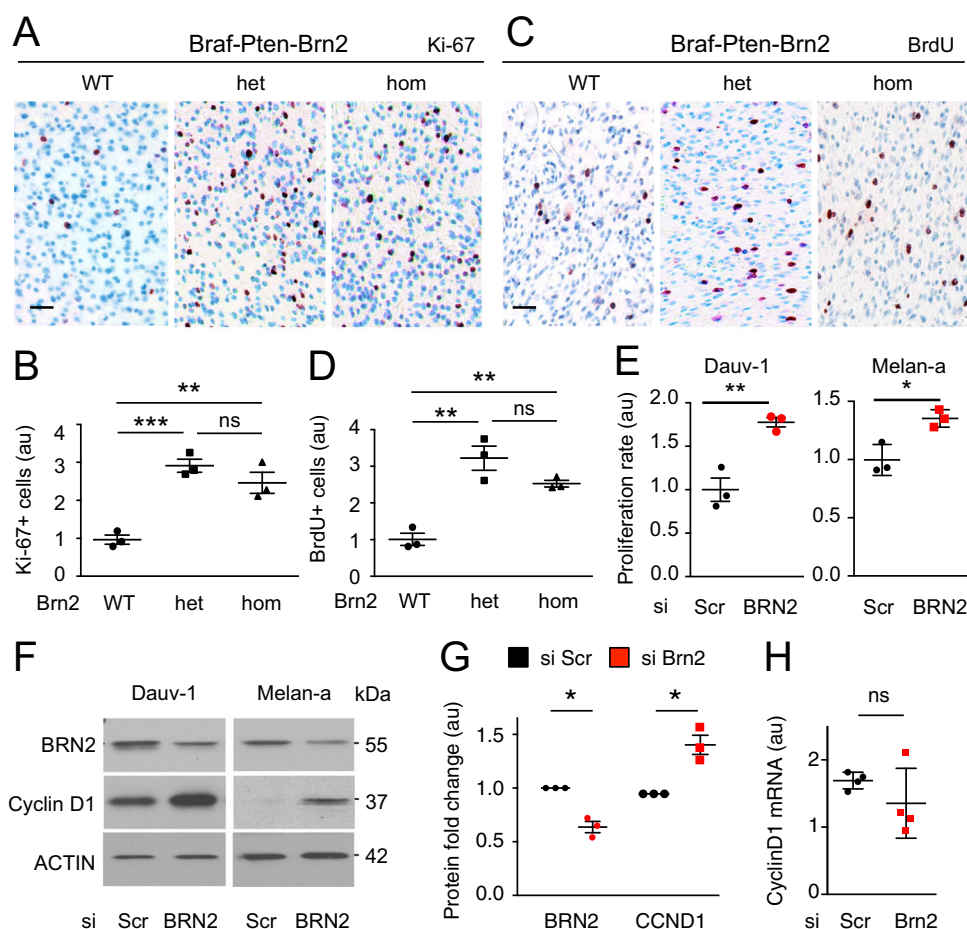 A
Braf-Pten-Brn2 Ki-67
WT het hom
C
Braf-Pten-Brn2 BrdU
WT het hom
B
Ki-67+ cells (au)
4
3
2
1
0
**
***
ns
Brn2 WT het hom
D
BrdU+ cells (au)
4
3
2
1
0
**
**
ns
Brn2 WT het hom
E
Proliferation rate (au)
Dauv-1
**
2.0
1.5
1.0
0.5
0
Melan-a
*
1.5
1.0
1.5
0
si Scr BRN2 Scr BRN2
F
Dauv-1 Melan-a kDa
BRN2 55
Cyclin D1 37
ACTIN 42
si Scr BRN2 Scr BRN2
G
si Scr si Brn2
Protein fold change (au)
* *
1.5
1.0
0.5
0.0
BRN2 CCND1
H
CyclinD1 mRNA (au)
ns
2
1
0
si Scr Brn2